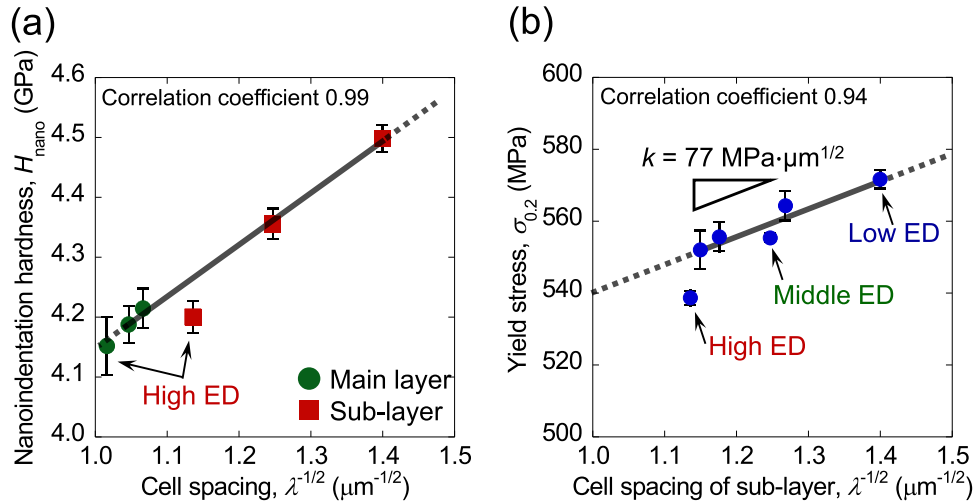 (a)
Nanoindentation hardness, H_nano (GPa)
4.6
4.5
4.4
4.3
4.2
4.1
4.0
Correlation coefficient 0.99
High ED
Main layer
Sub-layer
1.0 1.1 1.2 1.3 1.4 1.5
Cell spacing, λ^-1/2 (μm^-1/2)
(b)
Yield stress, σ_0.2 (MPa)
600
580
560
540
520
500
Correlation coefficient 0.94
k = 77 MPa·μm^1/2
Low ED
Middle ED
High ED
1.0 1.1 1.2 1.3 1.4 1.5
Cell spacing of sub-layer, λ^-1/2 (μm^-1/2)